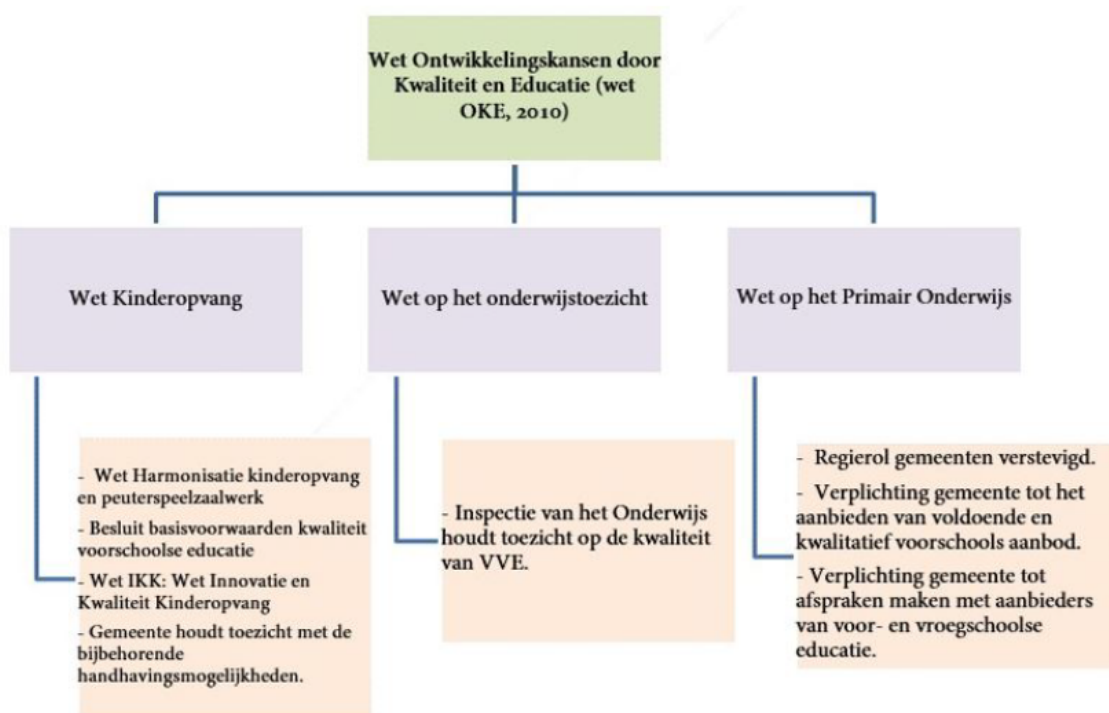 Wet Ontwikkelingskansen door
Kwaliteit en Educatie (wet
OKE, 2010)
Wet Kinderopvang
Wet op het onderwijstoezicht
Wet op het Primair Onderwijs
- Wet Harmonisatie kinderopvang
en peuterspeelzaalwerk
- Besluit basisvoorwaarden kwaliteit
voorschoolse educatie
- Wet IKK: Wet Innovatie en
Kwaliteit Kinderopvang
- Gemeente houdt toezicht met de
bijbehorende
handhavingsmogelijkheden.
- Inspectie van het Onderwijs
houdt toezicht op de kwaliteit
van VVE.
- Regierol gemeenten verstevigd.
- Verplichting gemeente tot het
aanbieden van voldoende en
kwalitatief voorschools aanbod.
- Verplichting gemeente tot
afspraken maken met aanbieders
van voor- en vroegschoolse
educatie.